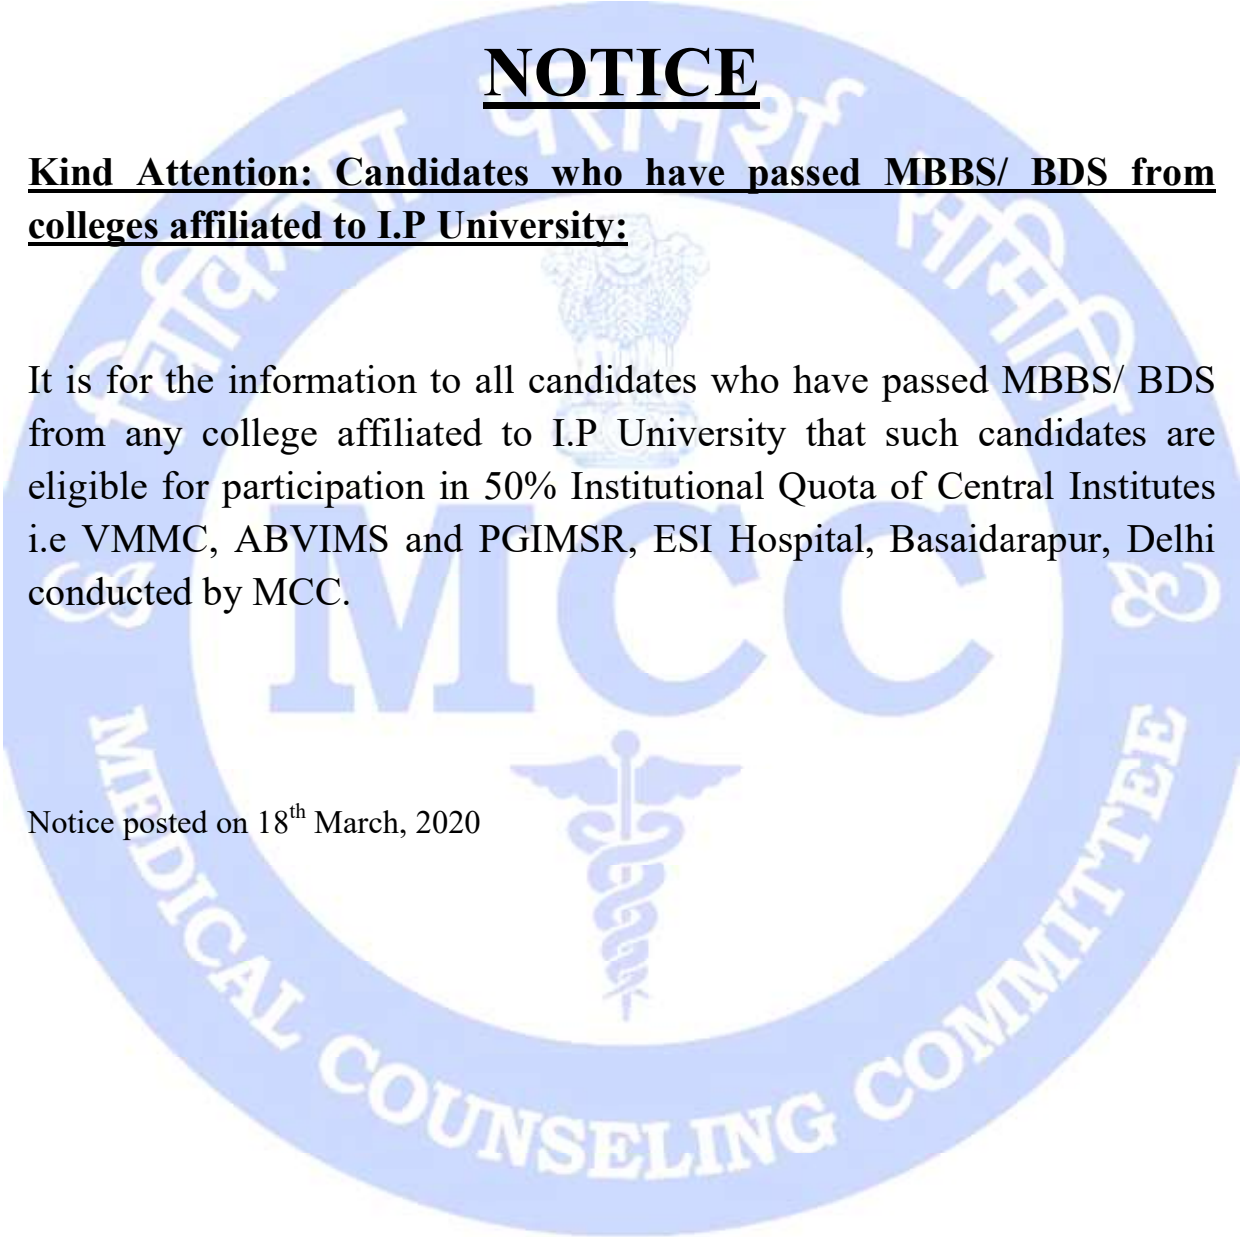 NOTICE
Kind Attention: Candidates who have passed MBBS/ BDS from
colleges affiliated to I.P University:
It is for the information to all candidates who have passed MBBS/ BDS
from any college affiliated to I.P University that such candidates are
eligible for participation in 50% Institutional Quota of Central Institutes
i.e VMMC, ABVIMS and PGIMSR, ESI Hospital, Basaidarapur, Delhi
conducted by MCC.
Notice posted on 18th March, 2020
चिकित्सा परामर्श समिति
MCC
MEDICAL COUNSELING COMMITTEE